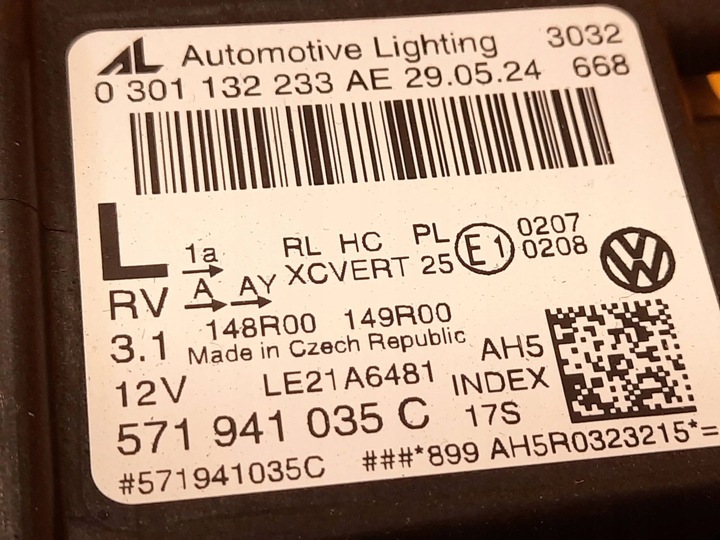 AL Automotive Lighting 3032
0 301 132 233 AE 29.05.24 668
L 1a RL HC PL E1 0207
A AY XCVERT 25 0208
RV 148R00 149R00
3.1 Made in Czech Republic AH5
12V LE21A6481 INDEX
571 941 035 C 17S
#571941035C ###*899 AH5R0323215*=